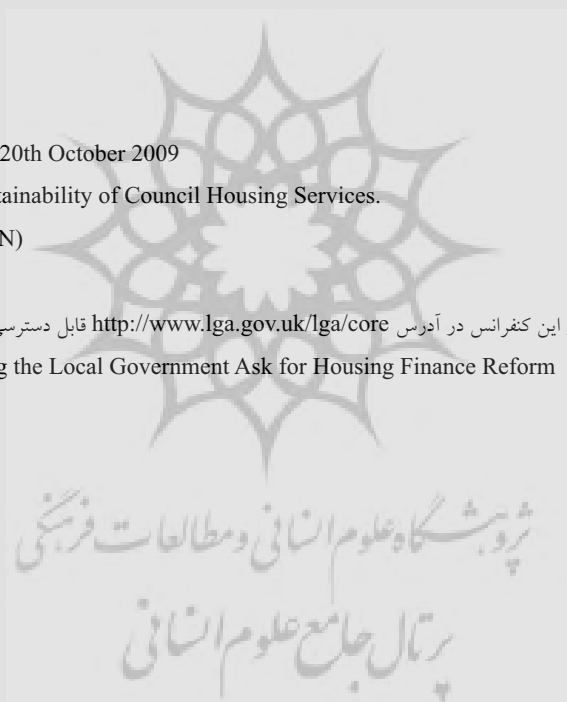 20th October 2009
tainability of Council Housing Services.
N)
این کنفرانس در آدرس http://www.lga.gov.uk/lga/core قابل دسترسی
g the Local Government Ask for Housing Finance Reform
پژوهشگاه علوم انسانی و مطالعات فرهنگی
پرتال جامع علوم انسانی